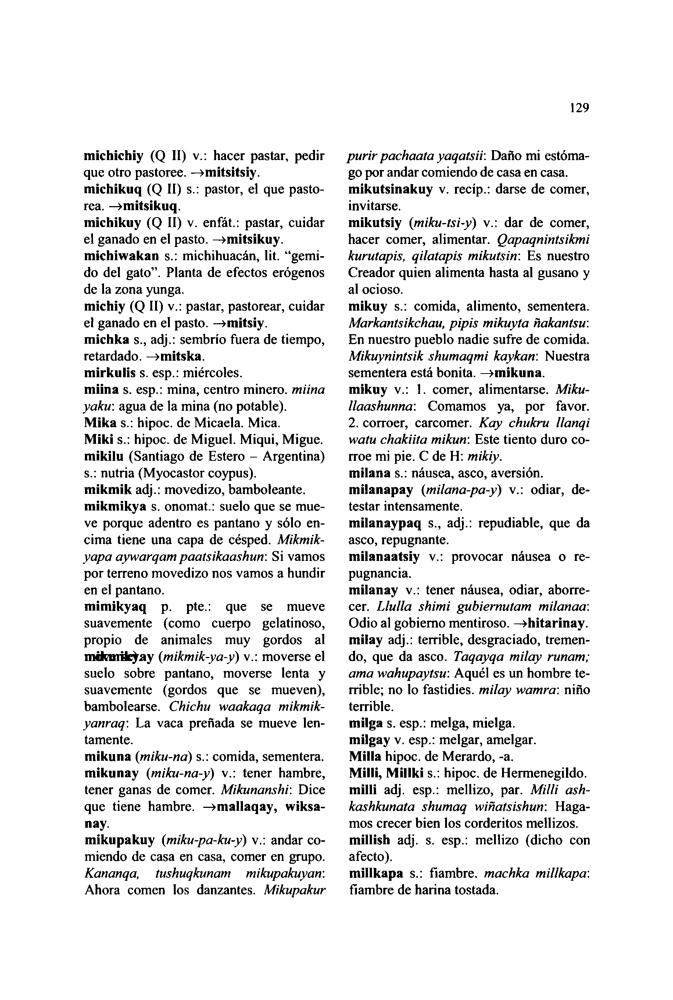 129
michichiy (Q II) v.: hacer pastar, pedir
que otro pastoree. →mitsitsiy.
michikuq (Q II) s.: pastor, el que pasto-
rea. →mitsikuq.
michikuy (Q II) v. enfát.: pastar, cuidar
el ganado en el pasto. →mitsikuy.
michiwakan s.: michihuacán, lit. “gemi-
do del gato”. Planta de efectos erógenos
de la zona yunga.
michiy (Q II) v.: pastar, pastorear, cuidar
el ganado en el pasto. →mitsiy.
michka s., adj.: sembrío fuera de tiempo,
retardado. →mitska.
mirkulis s. esp.: miércoles.
miina s. esp.: mina, centro minero. miina
yaku: agua de la mina (no potable).
Mika s.: hipoc. de Micaela. Mica.
Miki s.: hipoc. de Miguel. Miqui, Migue.
mikilu (Santiago de Estero – Argentina)
s.: nutria (Myocastor coypus).
mikmik adj.: movedizo, bamboleante.
mikmikya s. onomat.: suelo que se mue-
ve porque adentro es pantano y sólo en-
cima tiene una capa de césped. Mikmik-
yapa aywarqam paatsikaashun: Si vamos
por terreno movedizo nos vamos a hundir
en el pantano.
mimikyaq p. pte.: que se mueve
suavemente (como cuerpo gelatinoso,
propio de animales muy gordos al
(mikmik-ya-y) v.: moverse el
suelo sobre pantano, moverse lenta y
suavemente (gordos que se mueven),
bambolearse. Chichu waakaqa mikmik-
yanraq: La vaca preñada se mueve len-
tamente.
mikuna (miku-na) s.: comida, sementera.
mikunay (miku-na-y) v.: tener hambre,
tener ganas de comer. Mikunanshi: Dice
que tiene hambre. →mallaqay, wiksa-
nay.
mikupakuy (miku-pa-ku-y) v.: andar co-
miendo de casa en casa, comer en grupo.
Kananqa, tushuqkunam mikupakuyan:
Ahora comen los danzantes. Mikupakur
purir pachaata yaqatsii: Daño mi estóma-
go por andar comiendo de casa en casa.
mikutsinakuy v. recíp.: darse de comer,
invitarse.
mikutsiy (miku-tsi-y) v.: dar de comer,
hacer comer, alimentar. Qapaqnintsikmi
kurutapis, qilatapis mikutsin: Es nuestro
Creador quien alimenta hasta al gusano y
al ocioso.
mikuy s.: comida, alimento, sementera.
Markantsikchau, pipis mikuyta ñakantsu:
En nuestro pueblo nadie sufre de comida.
Mikuynintsik shumaqmi kaykan: Nuestra
sementera está bonita. →mikuna.
mikuy v.: 1. comer, alimentarse. Miku-
llaashunna: Comamos ya, por favor.
2. corroer, carcomer. Kay chukru llanqi
watu chakiita mikun: Este tiento duro co-
rroe mi pie. C de H: mikiy.
milana s.: náusea, asco, aversión.
milanapay (milana-pa-y) v.: odiar, de-
testar intensamente.
milanaypaq s., adj.: repudiable, que da
asco, repugnante.
milanaatsiy v.: provocar náusea o re-
pugnancia.
milanay v.: tener náusea, odiar, aborre-
cer. Llulla shimi gubiernutam milanaa:
Odio al gobierno mentiroso. →hitarinay.
milay adj.: terrible, desgraciado, tremen-
do, que da asco. Taqayqa milay runam;
ama wahupaytsu: Aquél es un hombre te-
rrible; no lo fastidies. milay wamra: niño
terrible.
milga s. esp.: melga, mielga.
milgay v. esp.: melgar, amelgar.
Milla hipoc. de Merardo, -a.
Milli, Millki s.: hipoc. de Hermenegildo.
milli adj. esp.: mellizo, par. Milli ash-
kashkunata shumaq wiñatsishun: Haga-
mos crecer bien los corderitos mellizos.
millish adj. s. esp.: mellizo (dicho con
afecto).
millkapa s.: fiambre. machka millkapa:
fiambre de harina tostada.